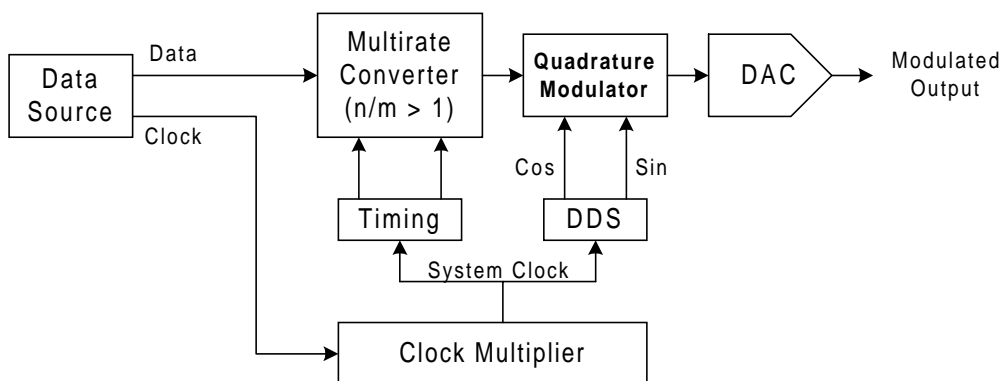 Data
Source
Data
Clock
Multirate
Converter
(n/m > 1)
Quadrature
Modulator
DAC
Modulated
Output
Cos
Sin
Timing
DDS
System Clock
Clock Multiplier